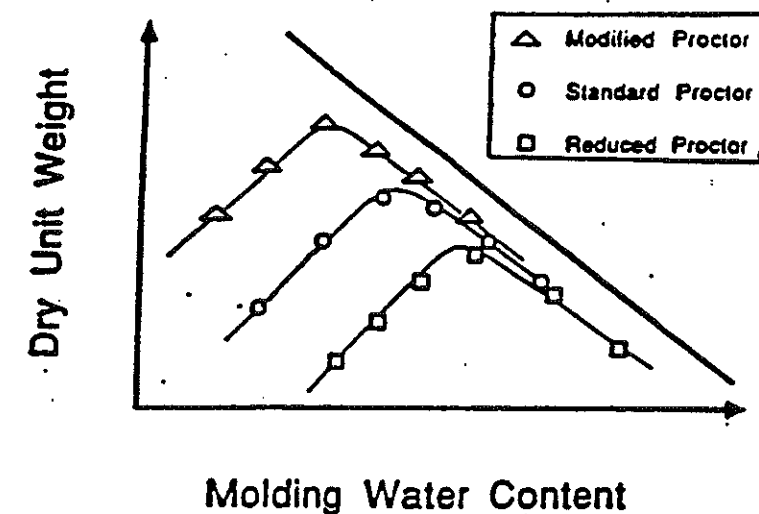 Modified Proctor
Standard Proctor
Reduced Proctor
Dry Unit Weight
Molding Water Content